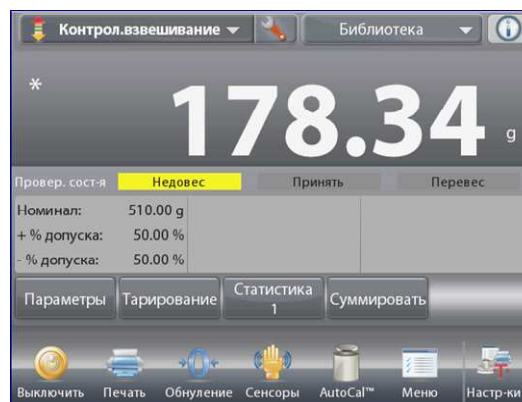 Контрол.взвешивание Библиотека
*
178.34 g
Провер. сост-я Недовес Принять Перевес
Номинал: 510.00 g
+ % допуска: 50.00 %
- % допуска: 50.00 %
Параметры Тарирование Статистика 1 Суммировать
Выключить Печать Обнуление Сенсоры AutoCal™ Меню Настр-ки